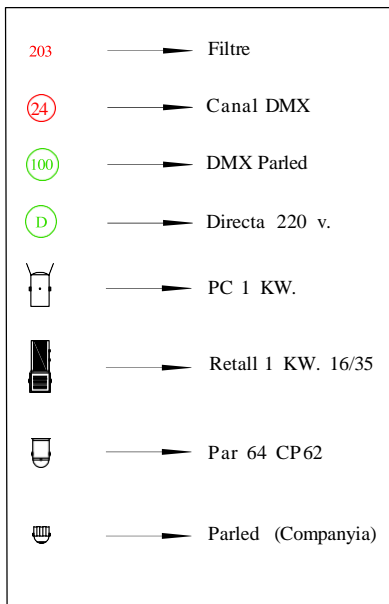 203 Filtre
24 Canal DMX
100 DMX Parled
D Directa 220 v.
PC 1 KW.
Retall 1 KW. 16/35
Par 64 CP62
Parled (Companyia)